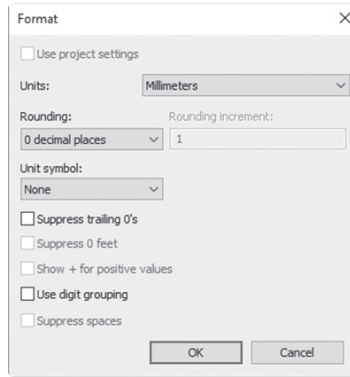 Format
Use project settings
Units: Millimeters
Rounding: Rounding increment:
0 decimal places 1
Unit symbol:
None
Suppress trailing 0's
Suppress 0 feet
Show + for positive values
Use digit grouping
Suppress spaces
OK Cancel